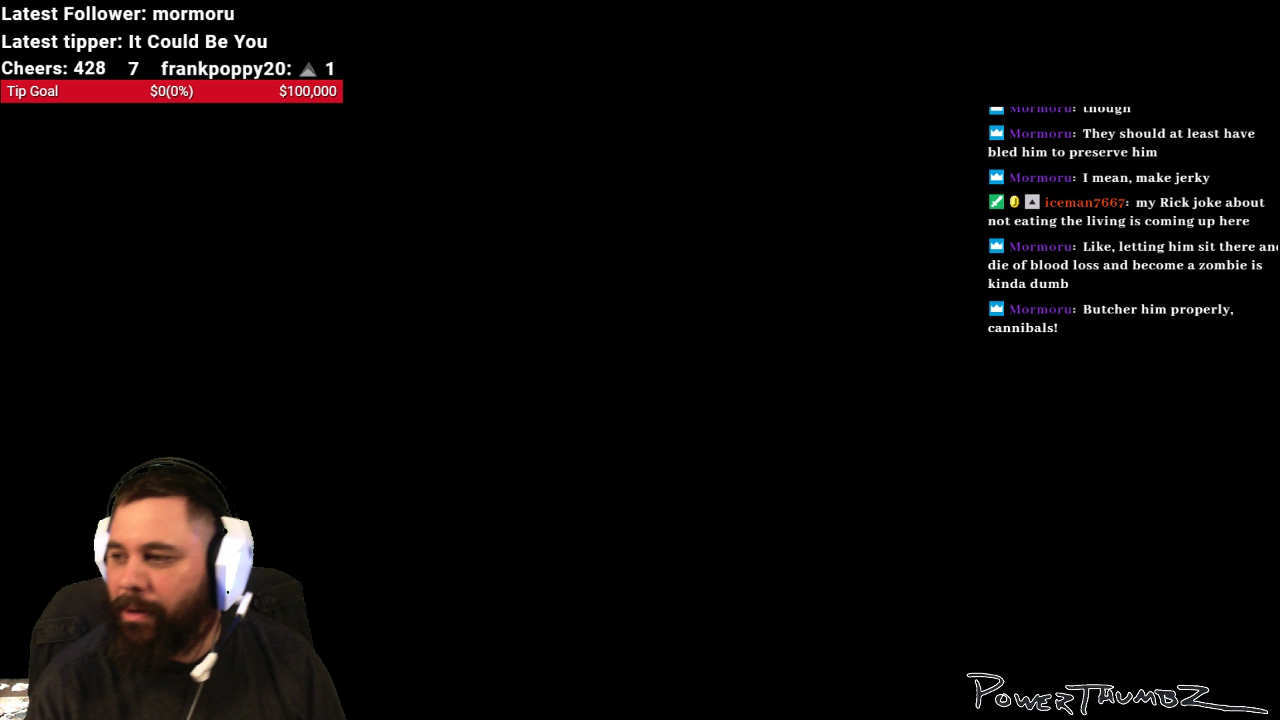 Latest Follower: mormoru
Latest tipper: It Could Be You
Cheers: 428 7 frankpoppy20: 1
Tip Goal $0(0%) $100,000
Mormoru: though
Mormoru: They should at least have
bled him to preserve him
Mormoru: I mean, make jerky
iceman7667: my Rick joke about
not eating the living is coming up here
Mormoru: Like, letting him sit there and
die of blood loss and become a zombie is
kinda dumb
Mormoru: Butcher him properly,
cannibals!
POWERTHUMBZ